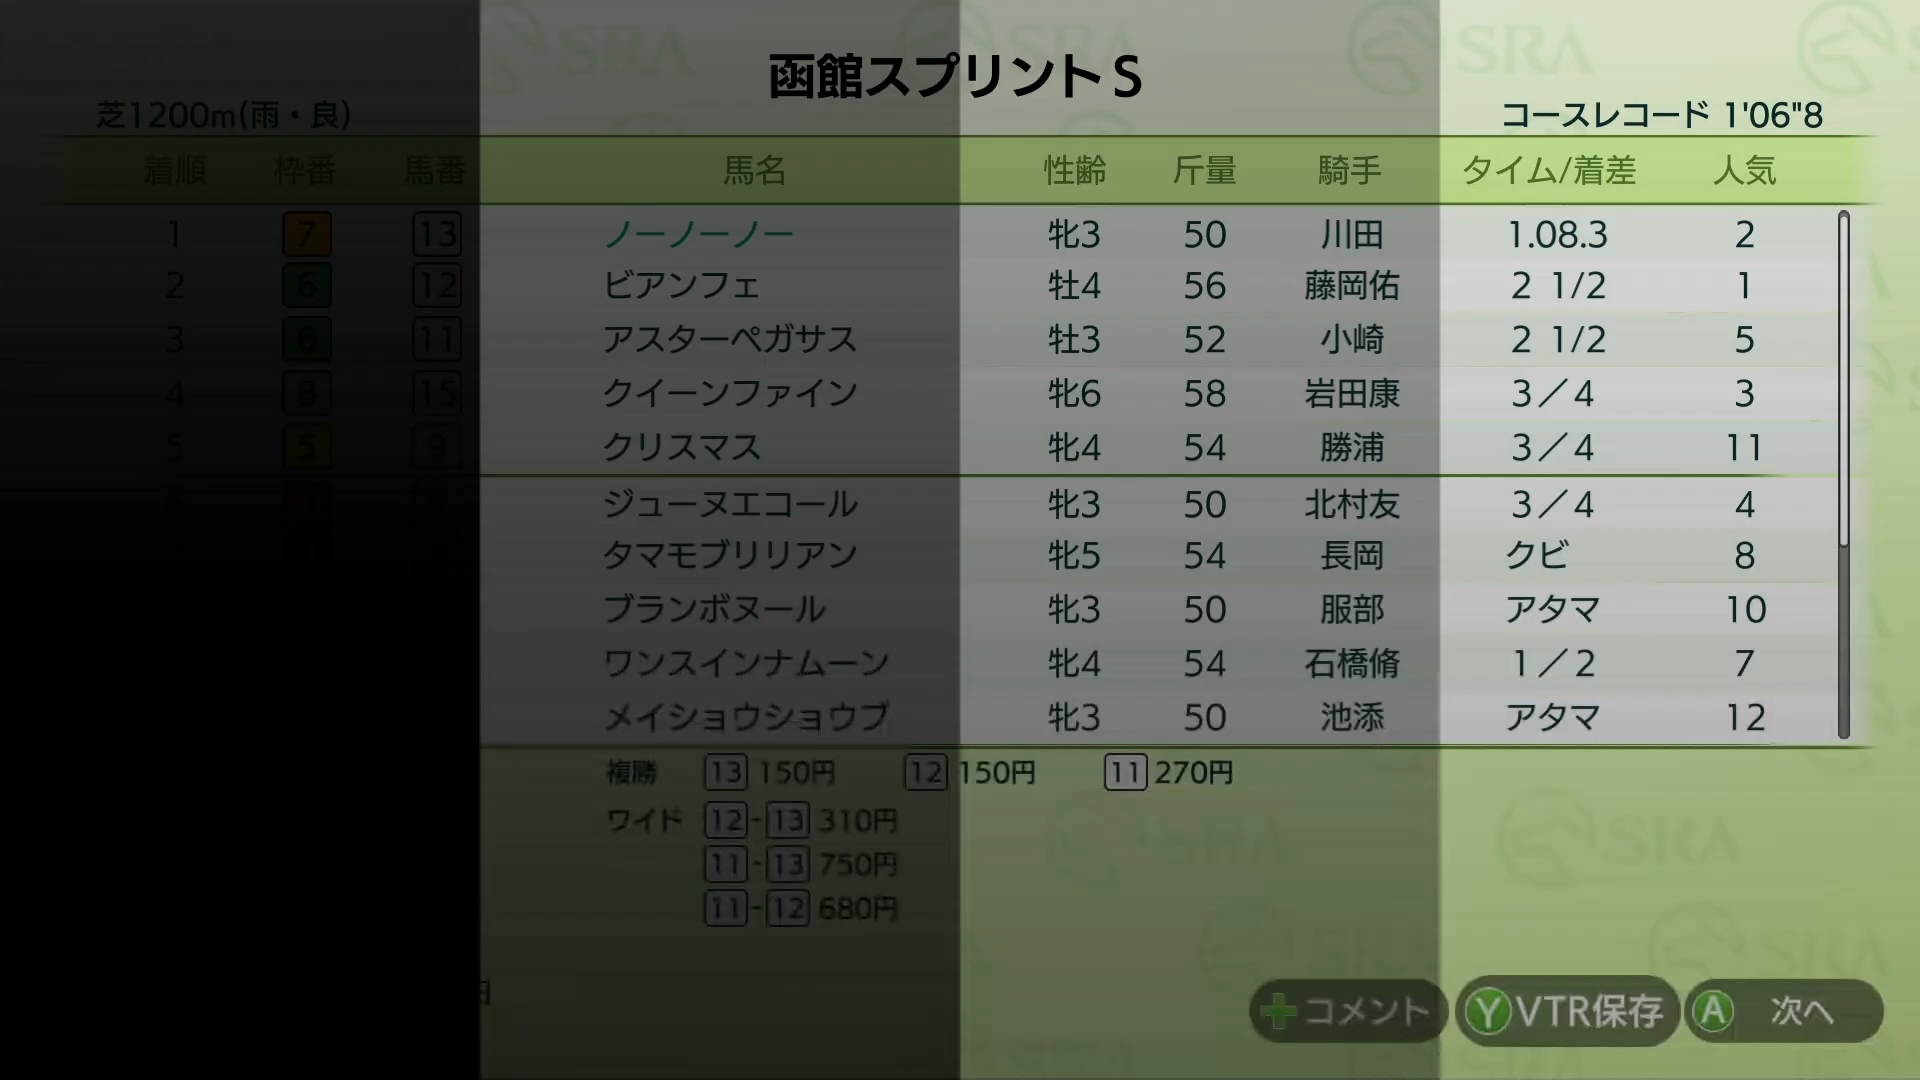 函館スプリントS
芝1200m(雨・良)
コースレコード 1'06"8
着順 枠番 馬番 馬名 性齢 斤量 騎手 タイム/着差 人気
1 7 13 ノーノーノー 牝3 50 川田 1.08.3 2
2 6 12 ビアンフェ 牡4 56 藤岡佑 2 1/2 1
3 6 11 アスターペガサス 牡3 52 小崎 2 1/2 5
4 8 15 クイーンファイン 牝6 58 岩田康 3／4 3
5 5 9 クリスマス 牝4 54 勝浦 3／4 11
ジューヌエコール 牝3 50 北村友 3／4 4
タマモブリリアン 牝5 54 長岡 クビ 8
ブランボヌール 牝3 50 服部 アタマ 10
ワンスインナムーン 牝4 54 石橋脩 1／2 7
メイショウショウブ 牝3 50 池添 アタマ 12
複勝 13 150円 12 150円 11 270円
ワイド 12-13 310円
11-13 750円
11-12 680円
円
コメント Y VTR保存 A 次へ
SRA